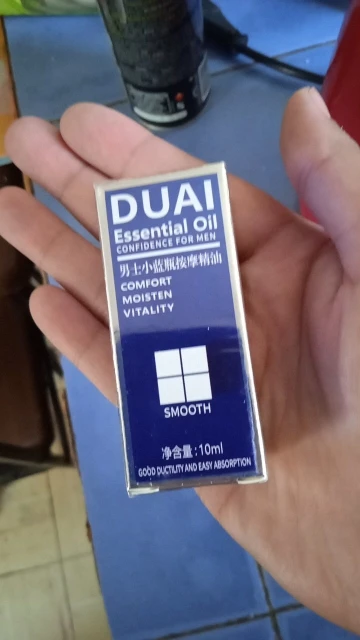 DUAI
Essential Oil
CONFIDENCE FOR MEN
男士小蓝瓶按摩精油
COMFORT
MOISTEN
VITALITY
SMOOTH
净含量:10ml
GOOD DUCTILITY AND EASY ABSORPTION